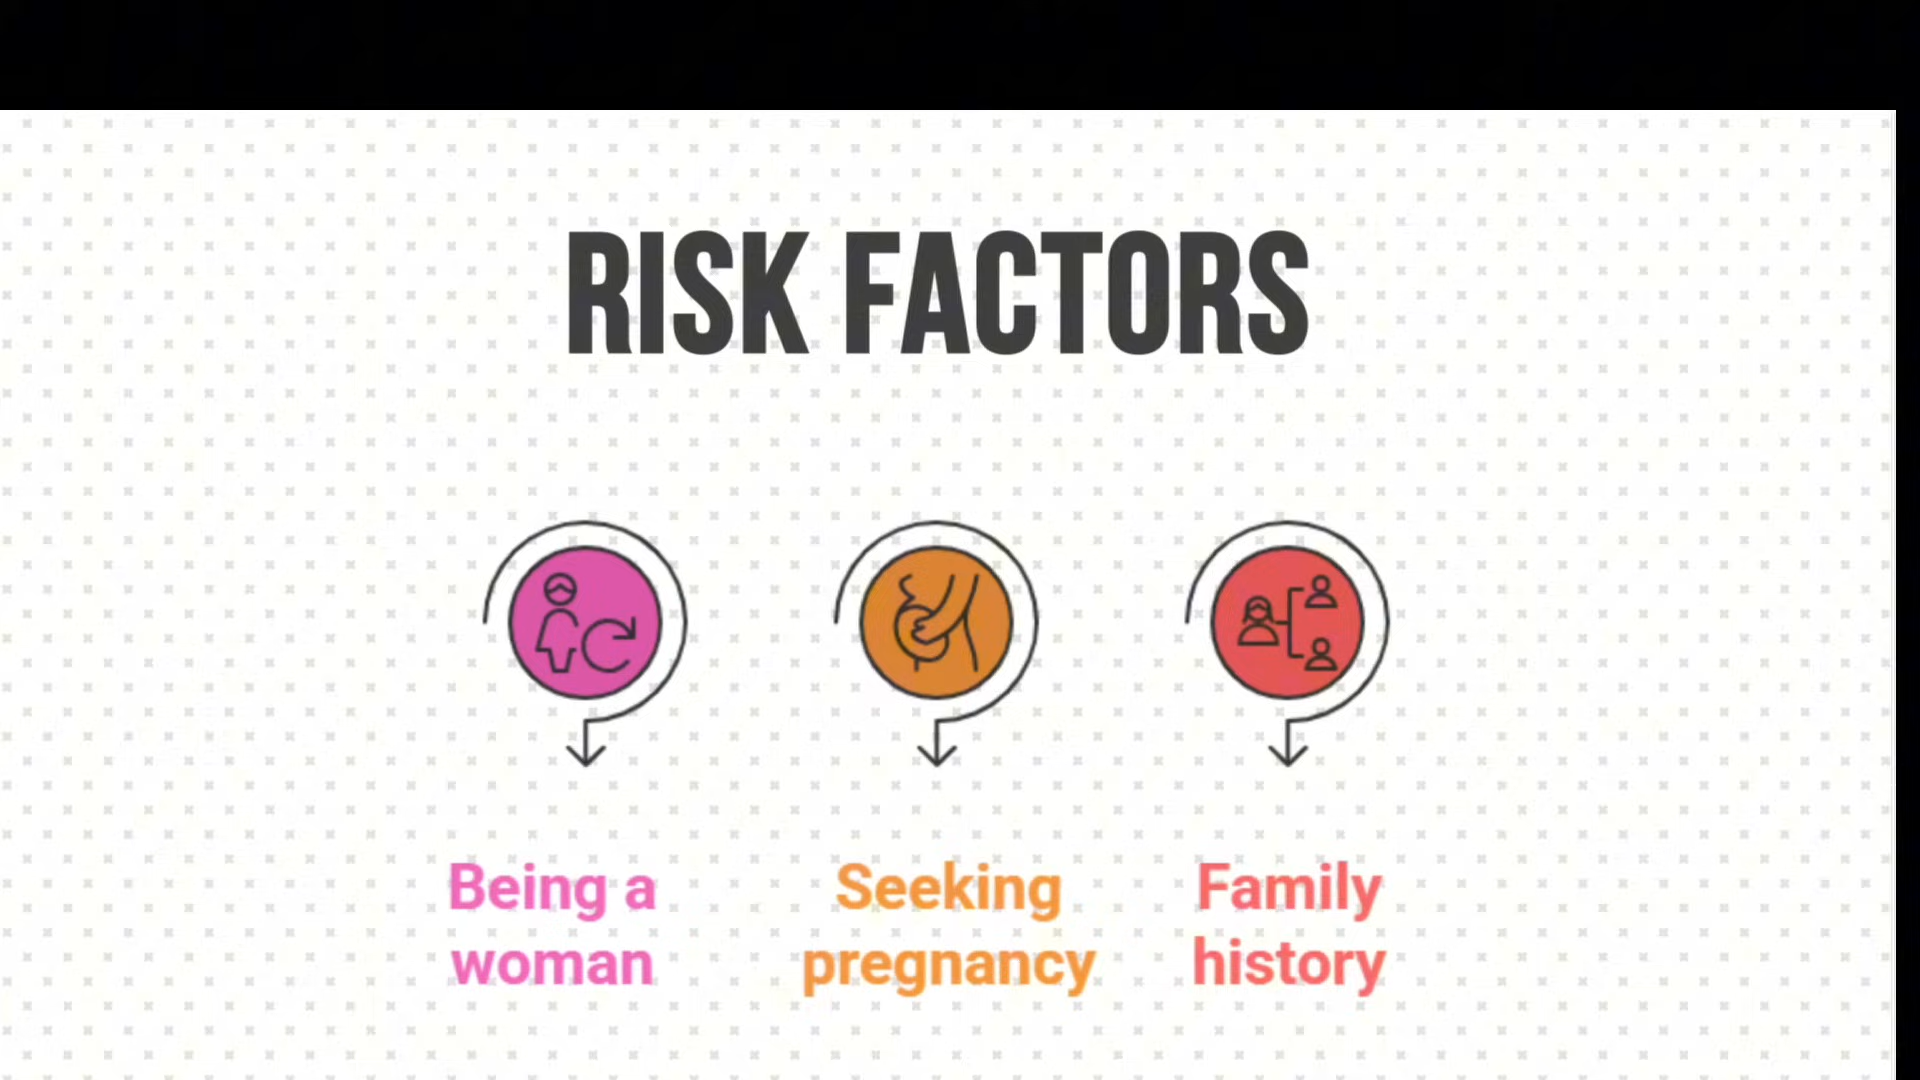 RISK FACTORS
Being a
woman
Seeking
pregnancy
Family
history